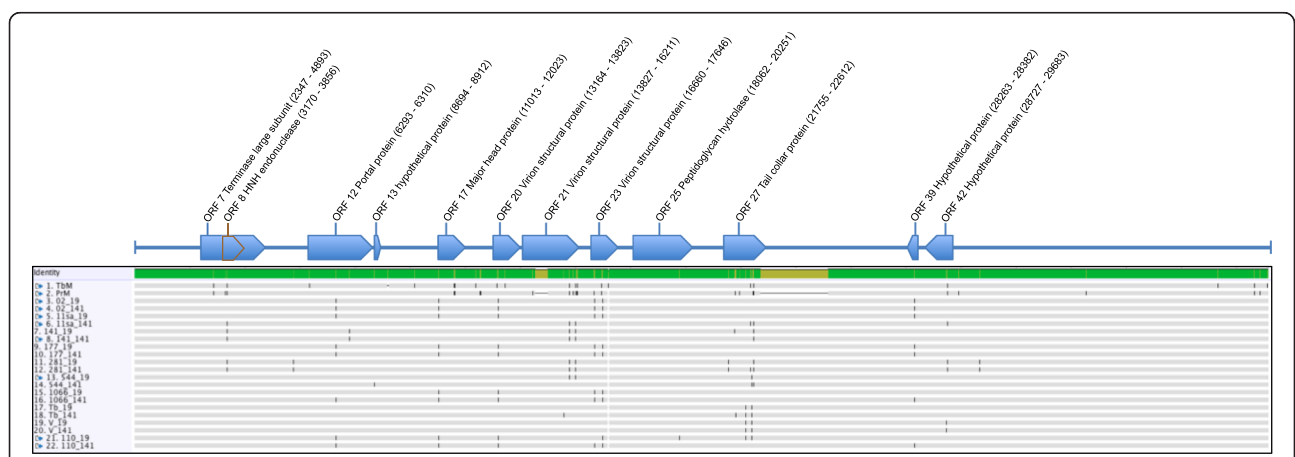 ORF 7 Terminase large subunit (2347 - 4893)
ORF 8 HNH endonuclease (3170 - 3856)
ORF 12 Portal protein (6293 - 6310)
ORF 13 hypothetical protein (8694 - 8912)
ORF 17 Major head protein (11013 - 12023)
ORF 20 Virion structural protein (13164 - 13823)
ORF 21 Virion structural protein (13827 - 16211)
ORF 23 Virion structural protein (16660 - 17646)
ORF 25 Peptidoglycan hydrolase (18062 - 20251)
ORF 27 Tail collar protein (21755 - 22612)
ORF 39 Hypothetical protein (28263 - 28382)
ORF 42 Hypothetical protein (28727 - 29683)
Identity
1. TbM
2. PrM
3. 02_19
4. 02_141
5. 11sa_19
6. 11sa_141
7. 141_19
8. 141_141
9. 177_19
10. 177_141
11. 281_19
12. 281_141
13. 544_19
14. 544_141
15. 1066_19
16. 1066_141
17. Tb_19
18. Tb_141
19. V_19
20. V_141
21. 110_19
22. 110_141